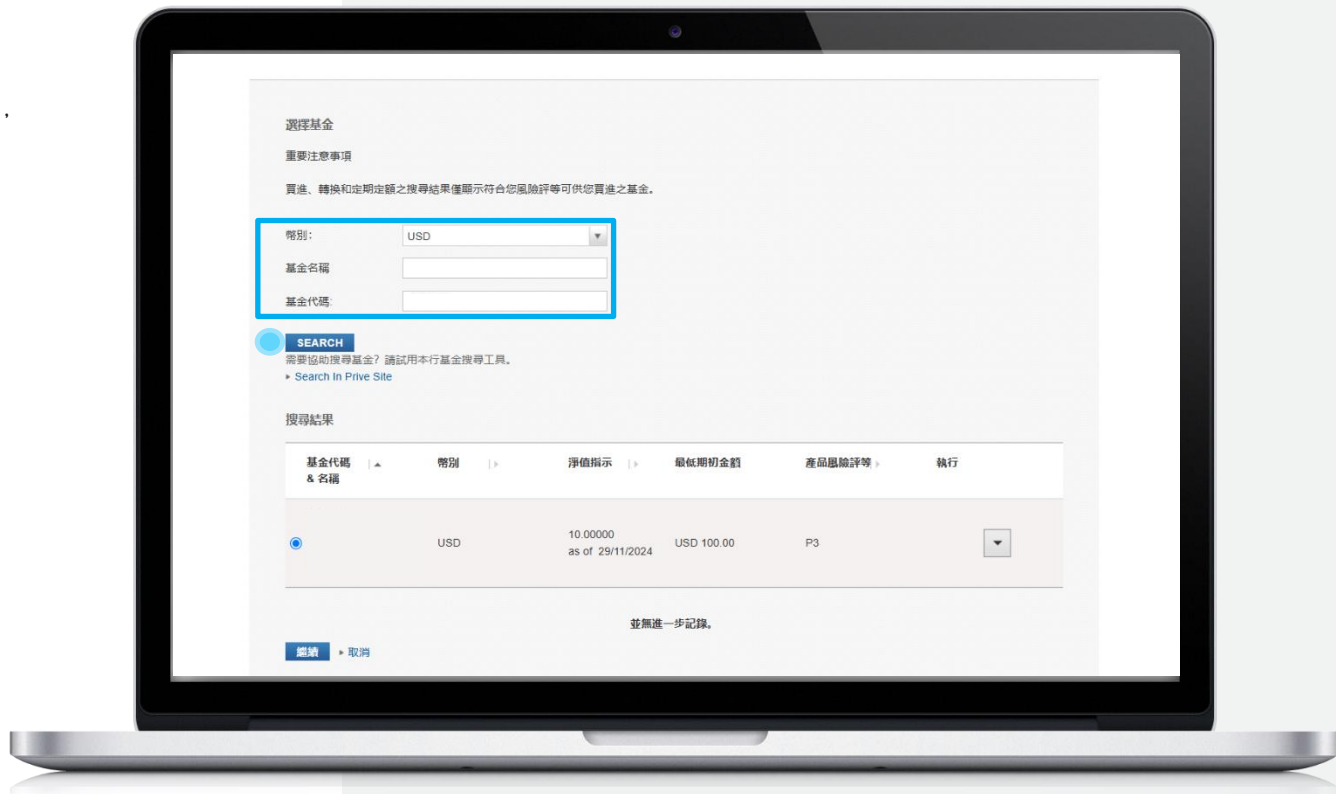 ,
選擇基金
重要注意事項
買進、轉換和定期定額之搜尋結果僅顯示符合您風險評等可供您買進之基金。
幣別: USD
基金名稱
基金代碼:
SEARCH
需要協助搜尋基金? 請試用本行基金搜尋工具。
Search In Prive Site
搜尋結果
基金代碼 幣別 淨值指示 最低期初金額 產品風險評等 執行
& 名稱
10.00000
USD USD 100.00 P3
as of 29/11/2024
並無進一步記錄。
繼續 取消